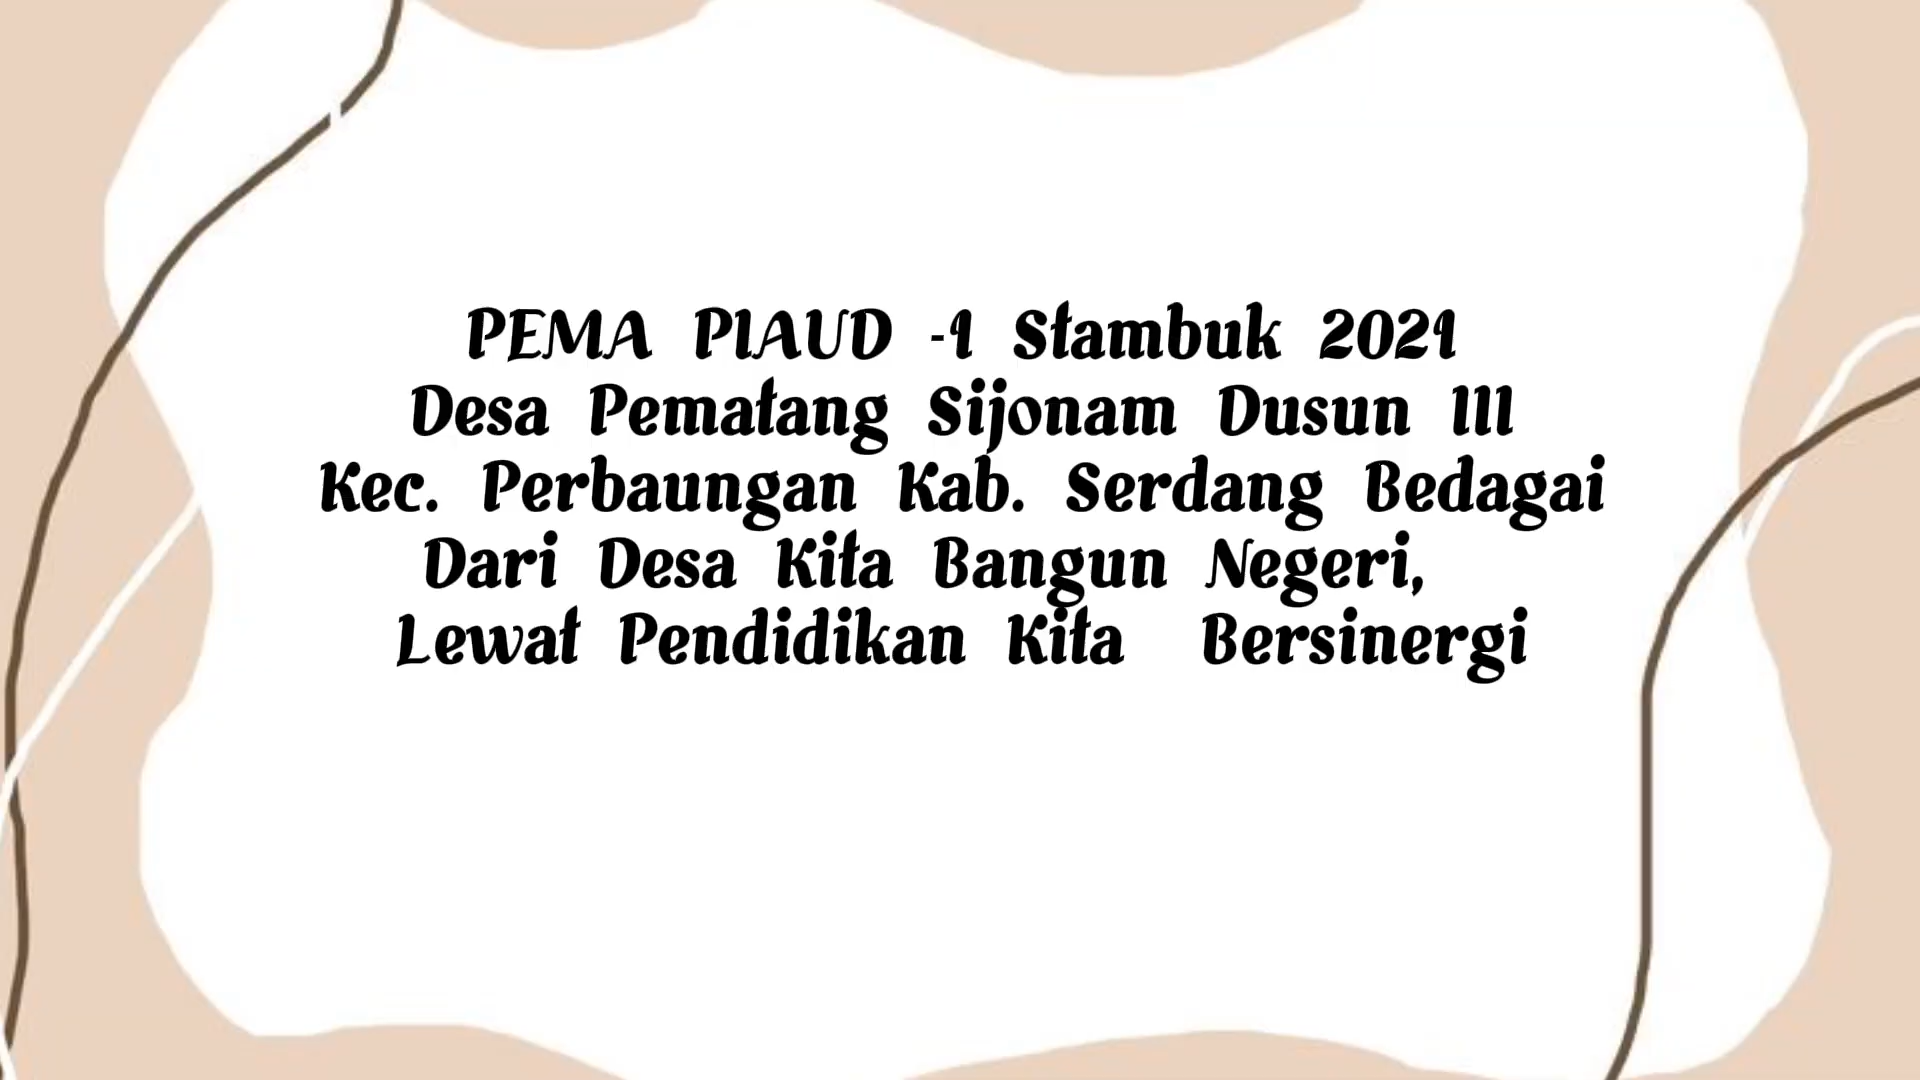 PEMA PIAUD -1 Stambuk 2021
Desa Pematang Sijonam Dusun III
Kec. Perbaungan Kab. Serdang Bedagai
Dari Desa Kita Bangun Negeri,
Lewat Pendidikan Kita Bersinergi